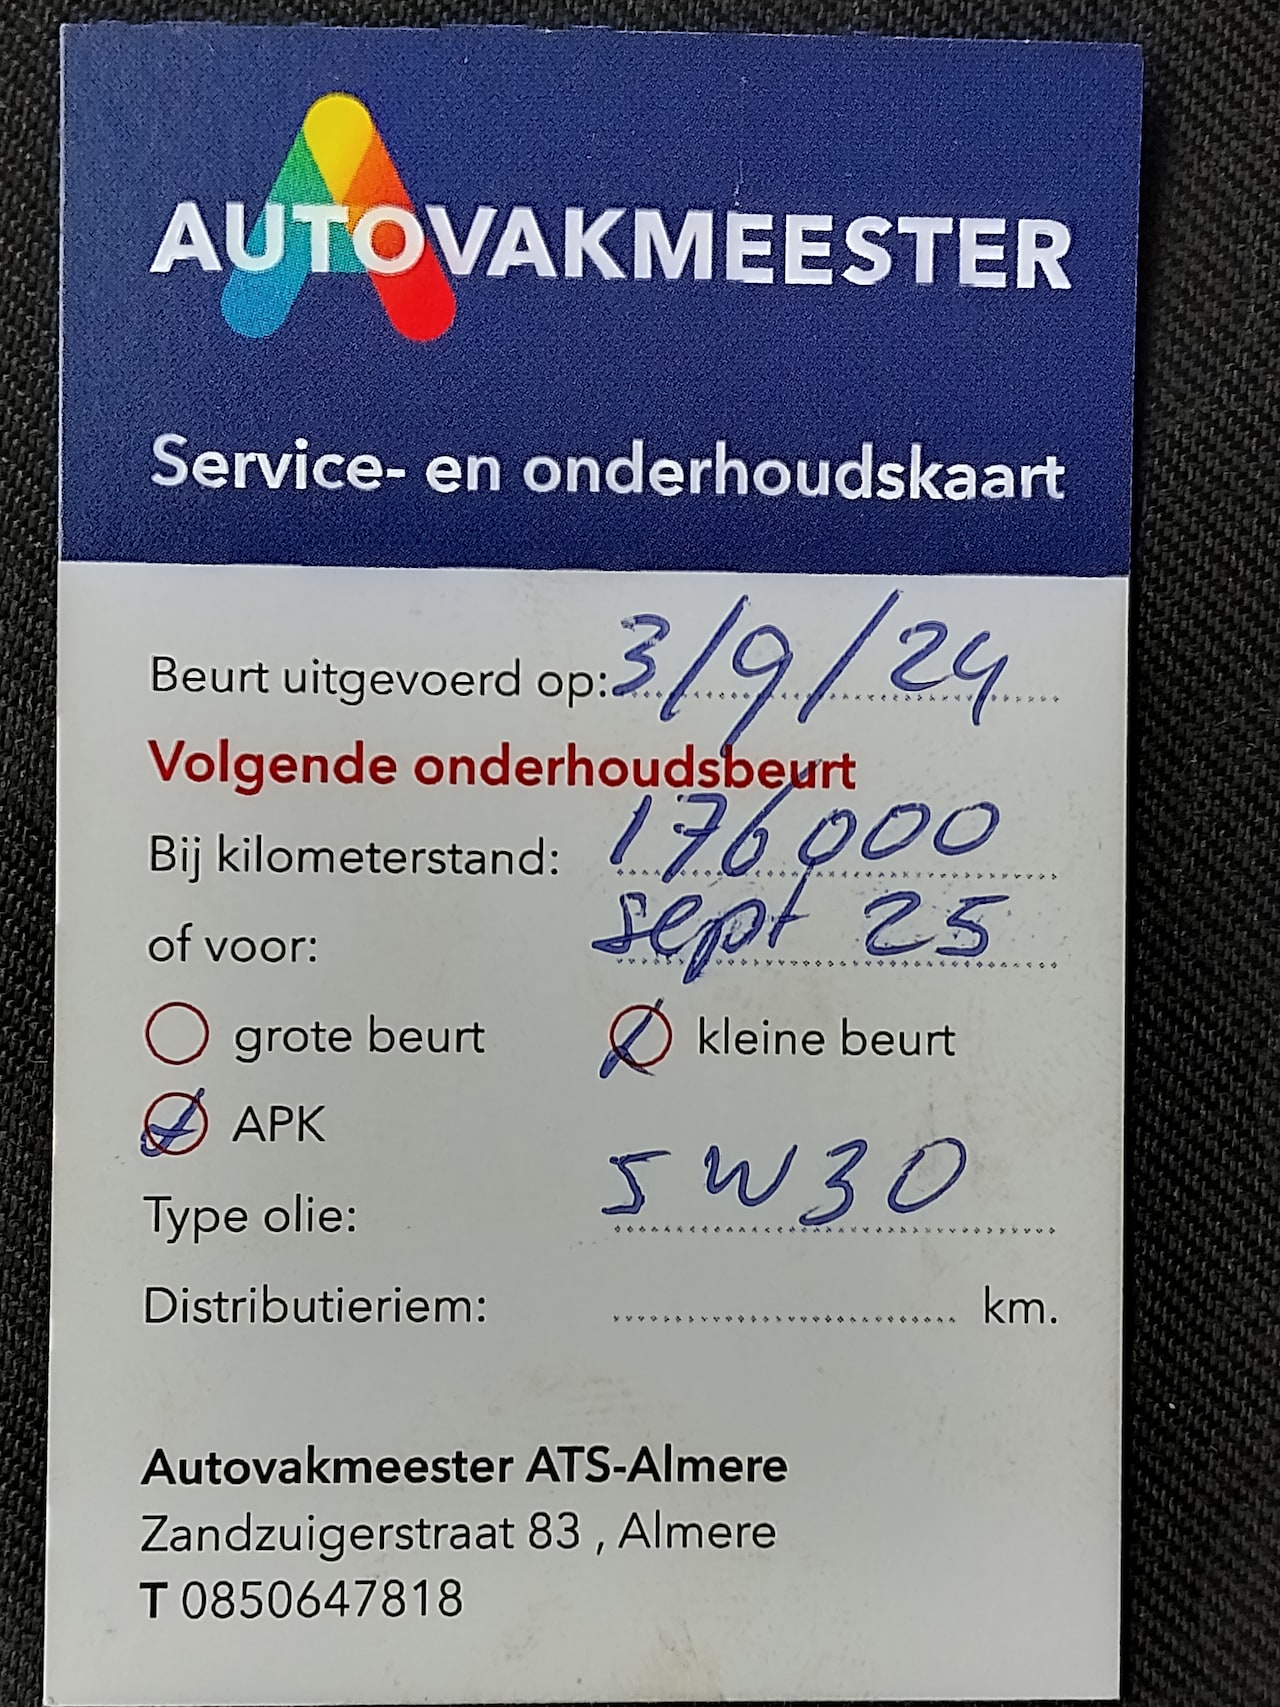 AUTOVAKMEESTER
Service- en onderhoudskaart
Beurt uitgevoerd op: 3/9/24
Volgende onderhoudsbeurt
Bij kilometerstand: 176000
of voor: sept 25
grote beurt kleine beurt
APK
Type olie: 5W30
Distributieriem: km.
Autovakmeester ATS-Almere
Zandzuigerstraat 83 , Almere
T 0850647818